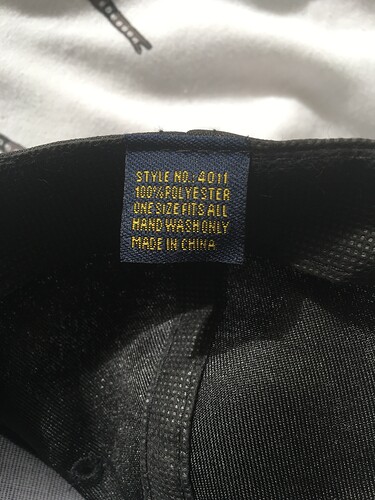 STYLE NO.: 4011
100%POLYESTER
ONE SIZE FITS ALL
HAND WASH ONLY
MADE IN CHINA